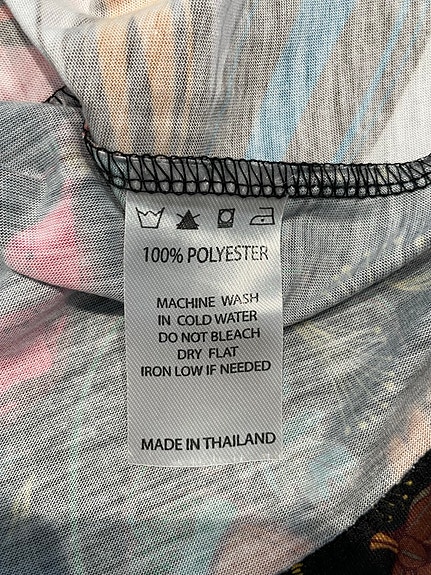 100% POLYESTER
MACHINE WASH
IN COLD WATER
DO NOT BLEACH
DRY FLAT
IRON LOW IF NEEDED
MADE IN THAILAND